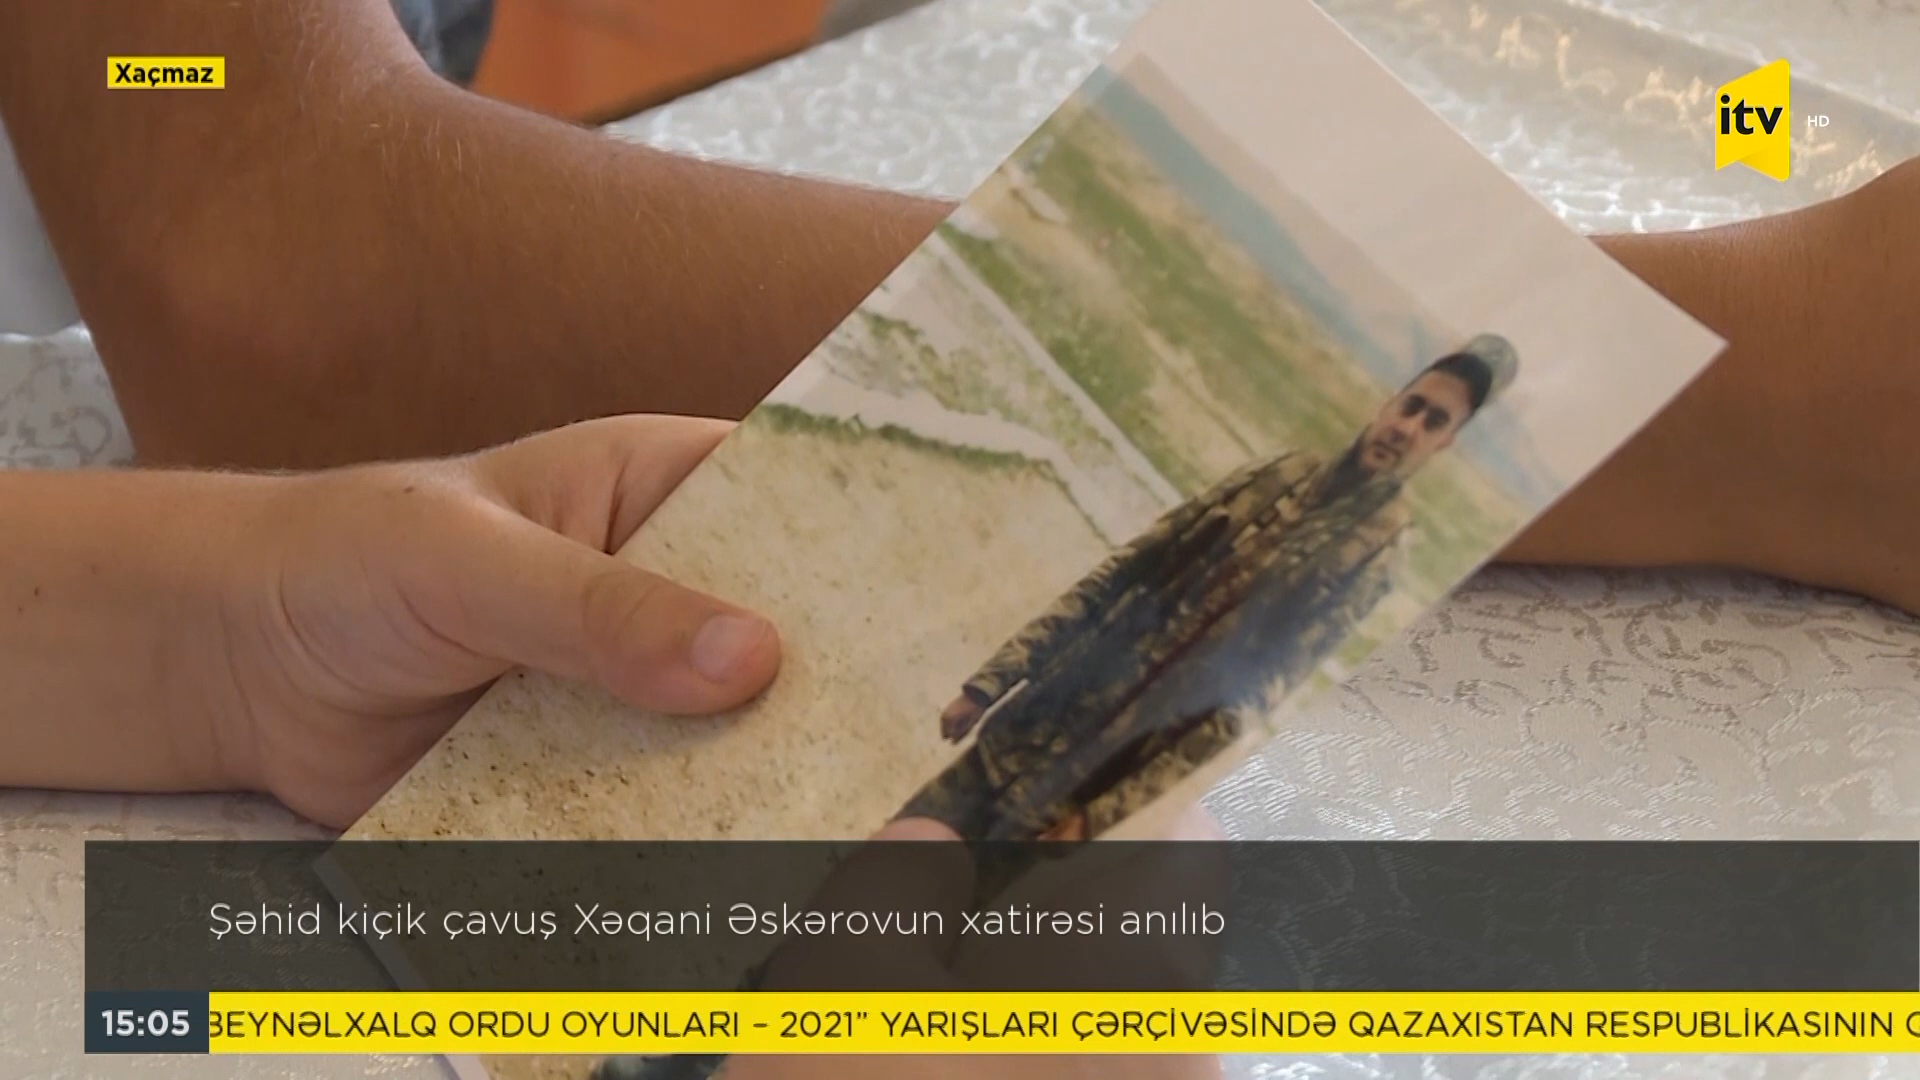 Xaçmaz
itv HD
Şəhid kiçik çavuş Xəqani Əskərovun xatirəsi anılıb
15:05 BEYNƏLXALQ ORDU OYUNLARI – 2021” YARIŞLARI ÇƏRÇİVƏSİNDƏ QAZAXISTAN RESPUBLİKASININ